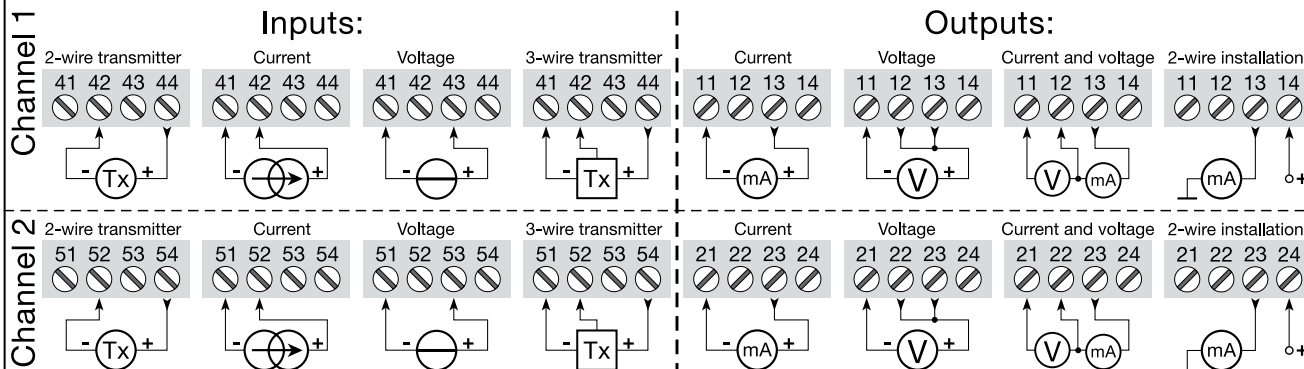 Channel 1
Inputs:
Outputs:
2-wire transmitter Current Voltage 3-wire transmitter Current Voltage Current and voltage 2-wire installation
41 42 43 44 41 42 43 44 41 42 43 44 41 42 43 44 11 12 13 14 11 12 13 14 11 12 13 14 11 12 13 14
- Tx + - + - + - Tx + - mA + - V + V mA mA +
Channel 2
2-wire transmitter Current Voltage 3-wire transmitter Current Voltage Current and voltage 2-wire installation
51 52 53 54 51 52 53 54 51 52 53 54 51 52 53 54 21 22 23 24 21 22 23 24 21 22 23 24 21 22 23 24
- Tx + - + - + - Tx + - mA + - V + V mA mA +